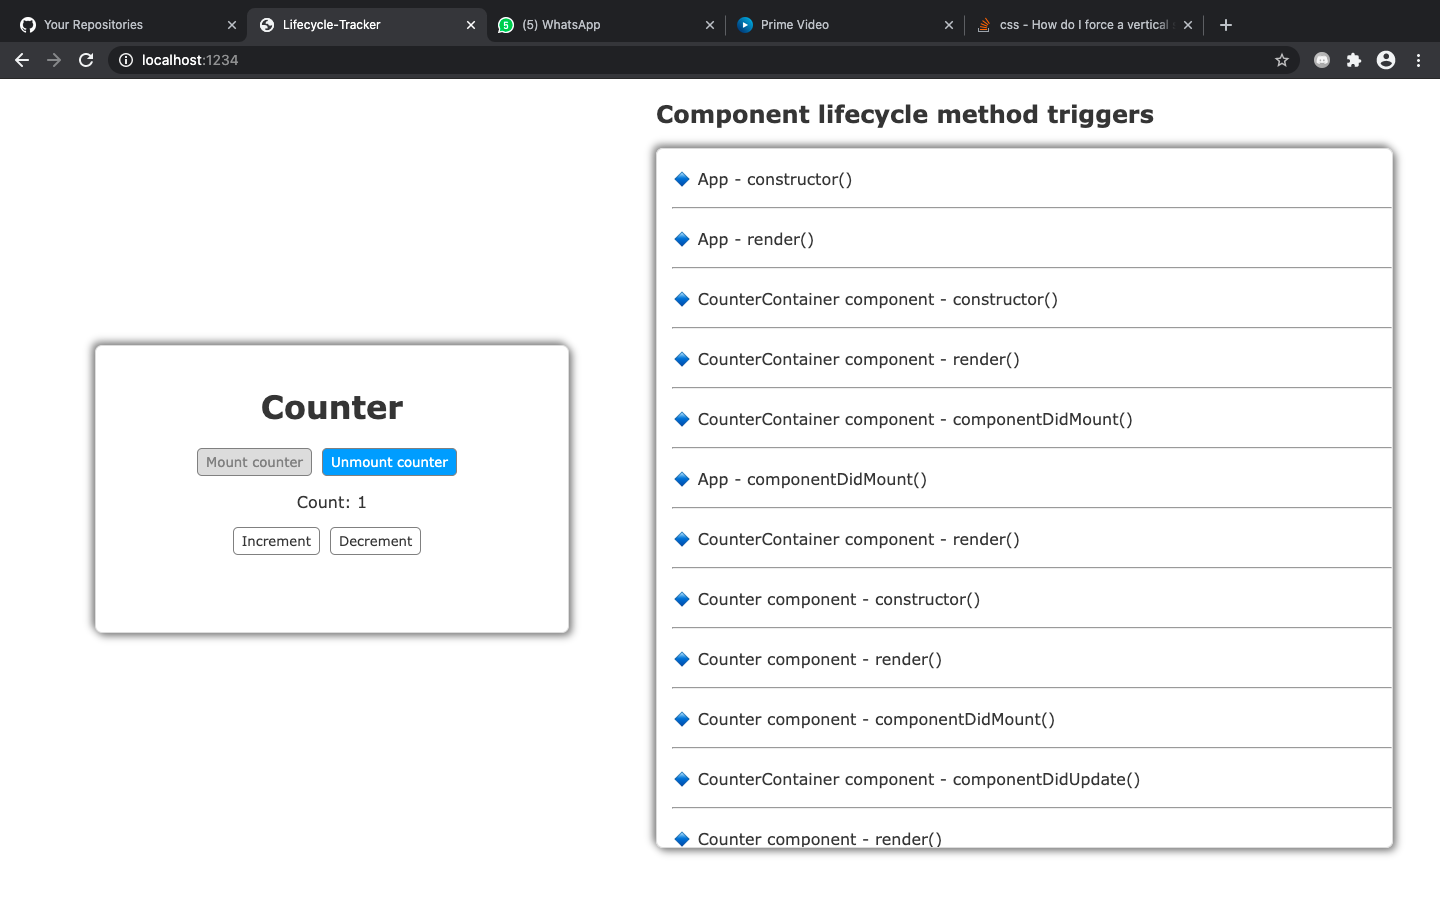 Your Repositories
Lifecycle-Tracker
5 (5) WhatsApp
Prime Video
css - How do I force a vertical
localhost:1234
Component lifecycle method triggers
App - constructor()
App - render()
CounterContainer component - constructor()
CounterContainer component - render()
CounterContainer component - componentDidMount()
App - componentDidMount()
CounterContainer component - render()
Counter component - constructor()
Counter component - render()
Counter component - componentDidMount()
CounterContainer component - componentDidUpdate()
Counter component - render()
Counter
Mount counter Unmount counter
Count: 1
Increment Decrement